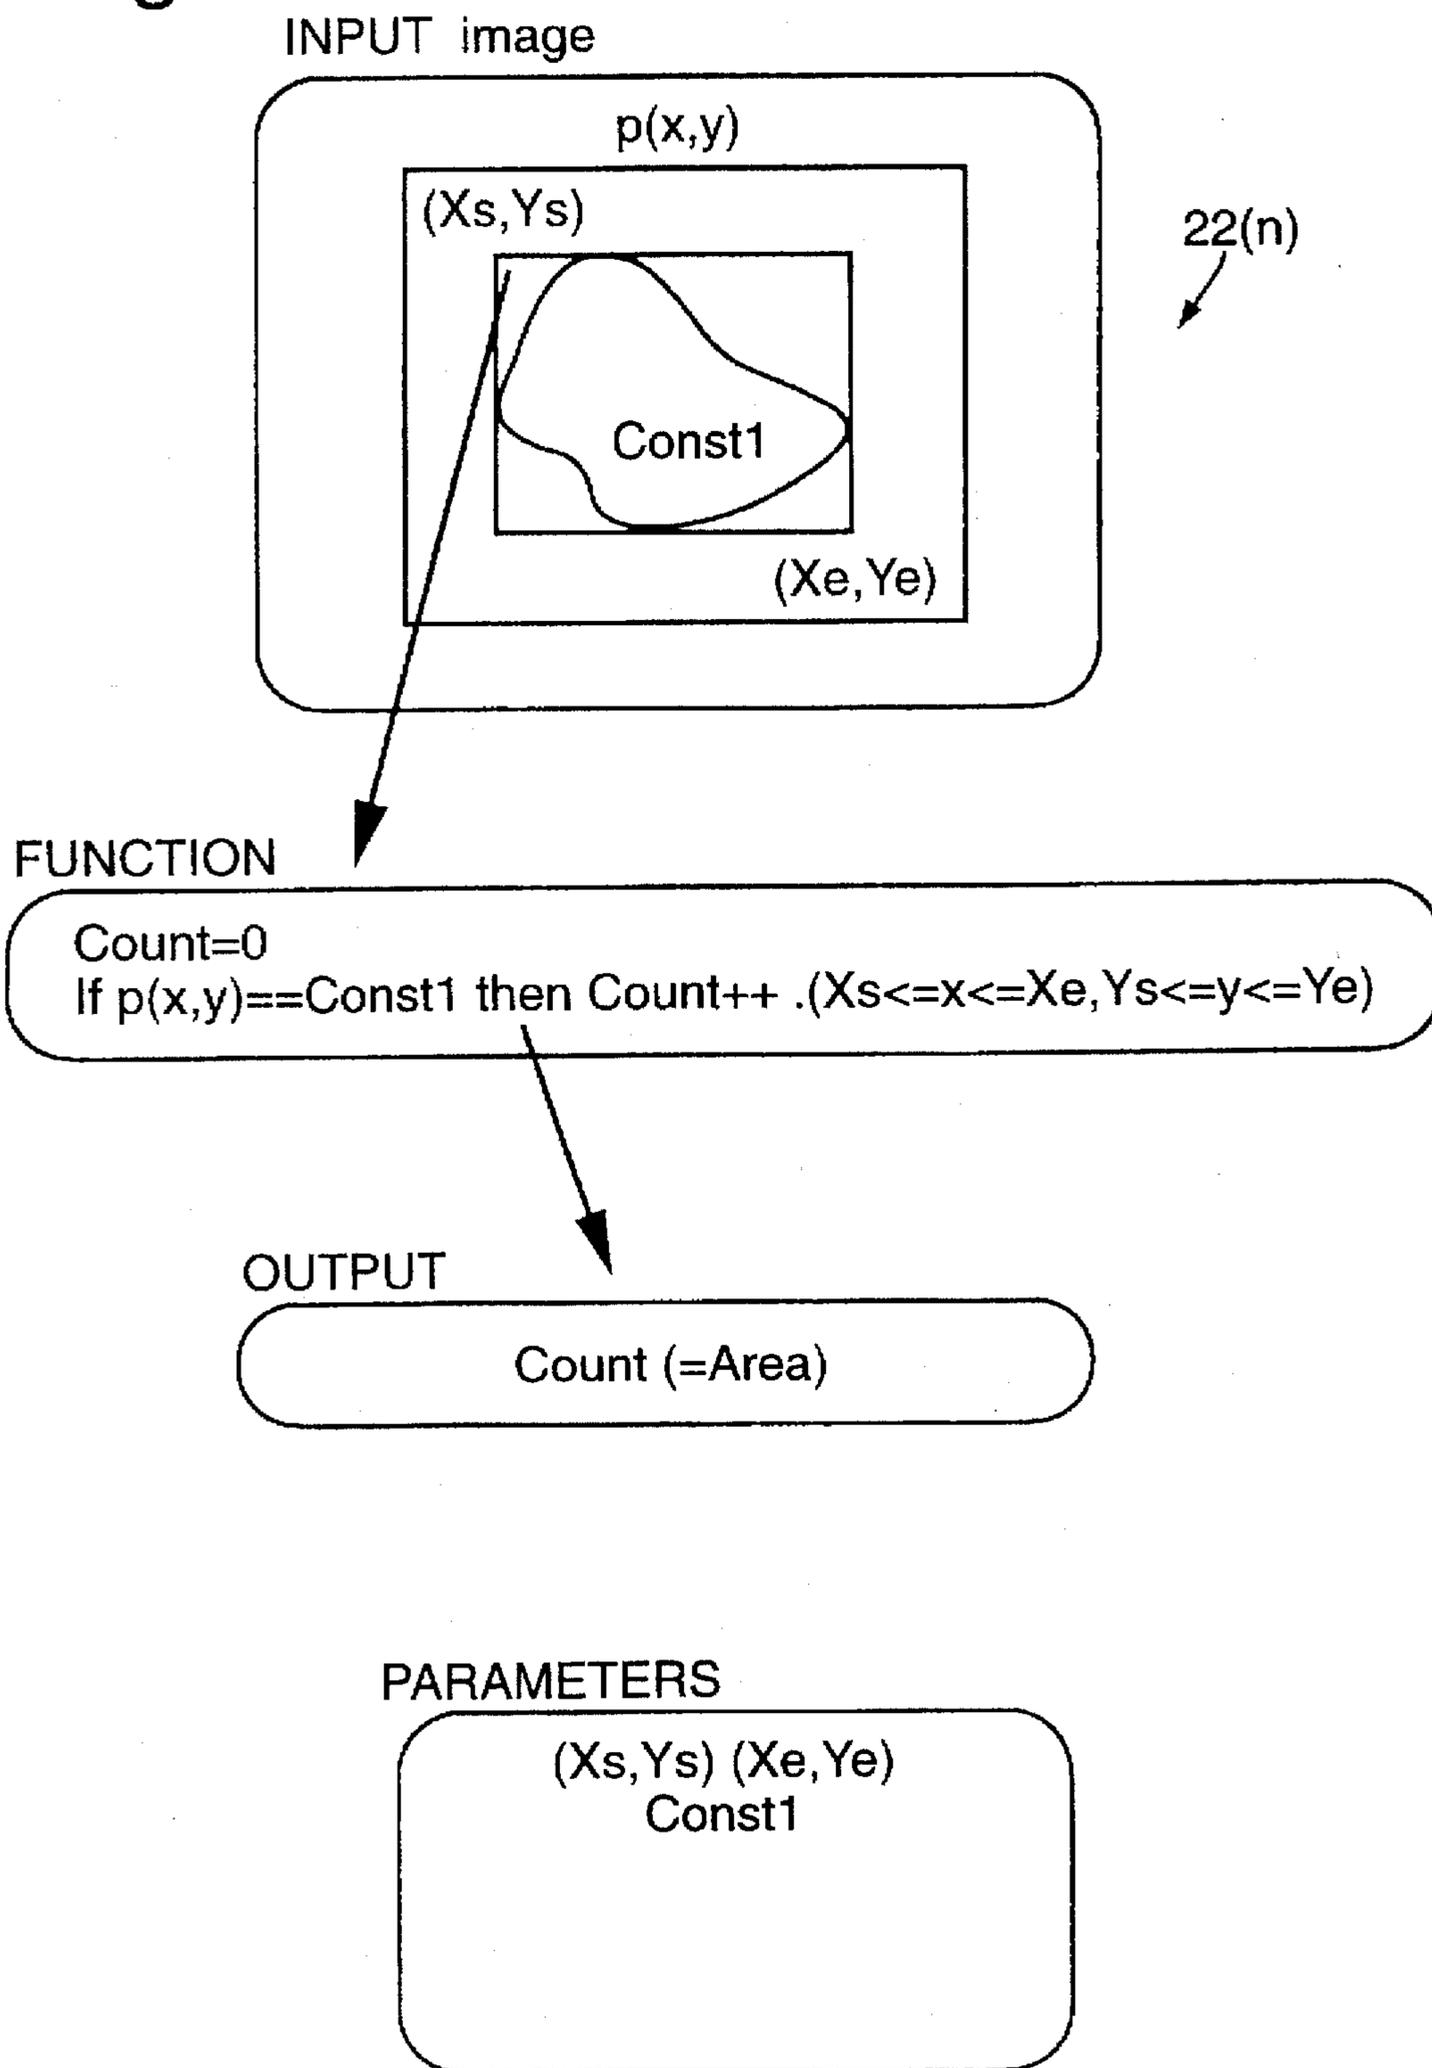 INPUT image
p(x,y)
(Xs,Ys)
22(n)
Const1
(Xe,Ye)
FUNCTION
Count=0
If p(x,y)==Const1 then Count++ .(Xs<=x<=Xe,Ys<=y<=Ye)
OUTPUT
Count (=Area)
PARAMETERS
(Xs,Ys) (Xe,Ye)
Const1